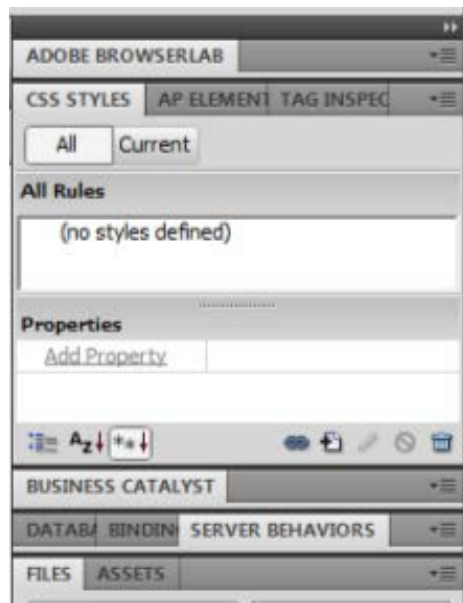 ADOBE BROWSERLAB
CSS STYLES AP ELEMENT TAG INSPEC
All Current
All Rules
(no styles defined)
Properties
Add Property
AZ **
BUSINESS CATALYST
DATABA BINDIN SERVER BEHAVIORS
FILES ASSETS